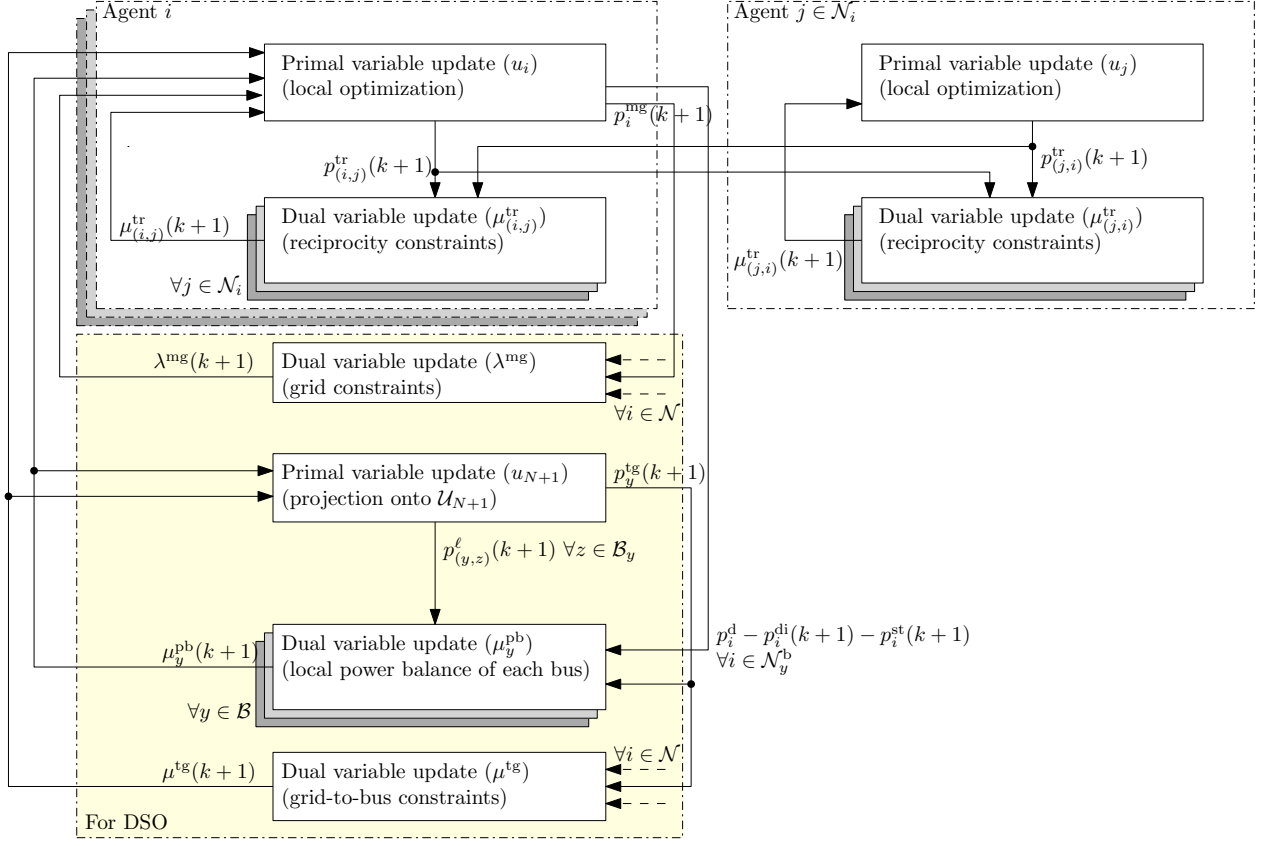 Agent i
Agent j ∈ 𝒩_i
Primal variable update (u_i)
(local optimization)
Primal variable update (u_j)
(local optimization)
p_i^mg(k + 1)
p_(i,j)^tr(k + 1)
p_(j,i)^tr(k + 1)
Dual variable update (μ_(i,j)^tr)
(reciprocity constraints)
μ_(i,j)^tr(k + 1)
∀j ∈ 𝒩_i
Dual variable update (μ_(j,i)^tr)
(reciprocity constraints)
μ_(j,i)^tr(k + 1)
λ^mg(k + 1)
Dual variable update (λ^mg)
(grid constraints)
∀i ∈ 𝒩
Primal variable update (u_{N+1})
(projection onto 𝒰_{N+1})
p_y^tg(k + 1)
p_(y,z)^ℓ(k + 1) ∀z ∈ ℬ_y
μ_y^pb(k + 1)
Dual variable update (μ_y^pb)
(local power balance of each bus)
p_i^d − p_i^di(k + 1) − p_i^st(k + 1)
∀i ∈ 𝒩_y^b
∀y ∈ ℬ
∀i ∈ 𝒩
μ^tg(k + 1)
Dual variable update (μ^tg)
(grid-to-bus constraints)
For DSO